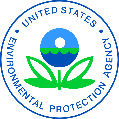 UNITED STATES
ENVIRONMENTAL PROTECTION AGENCY